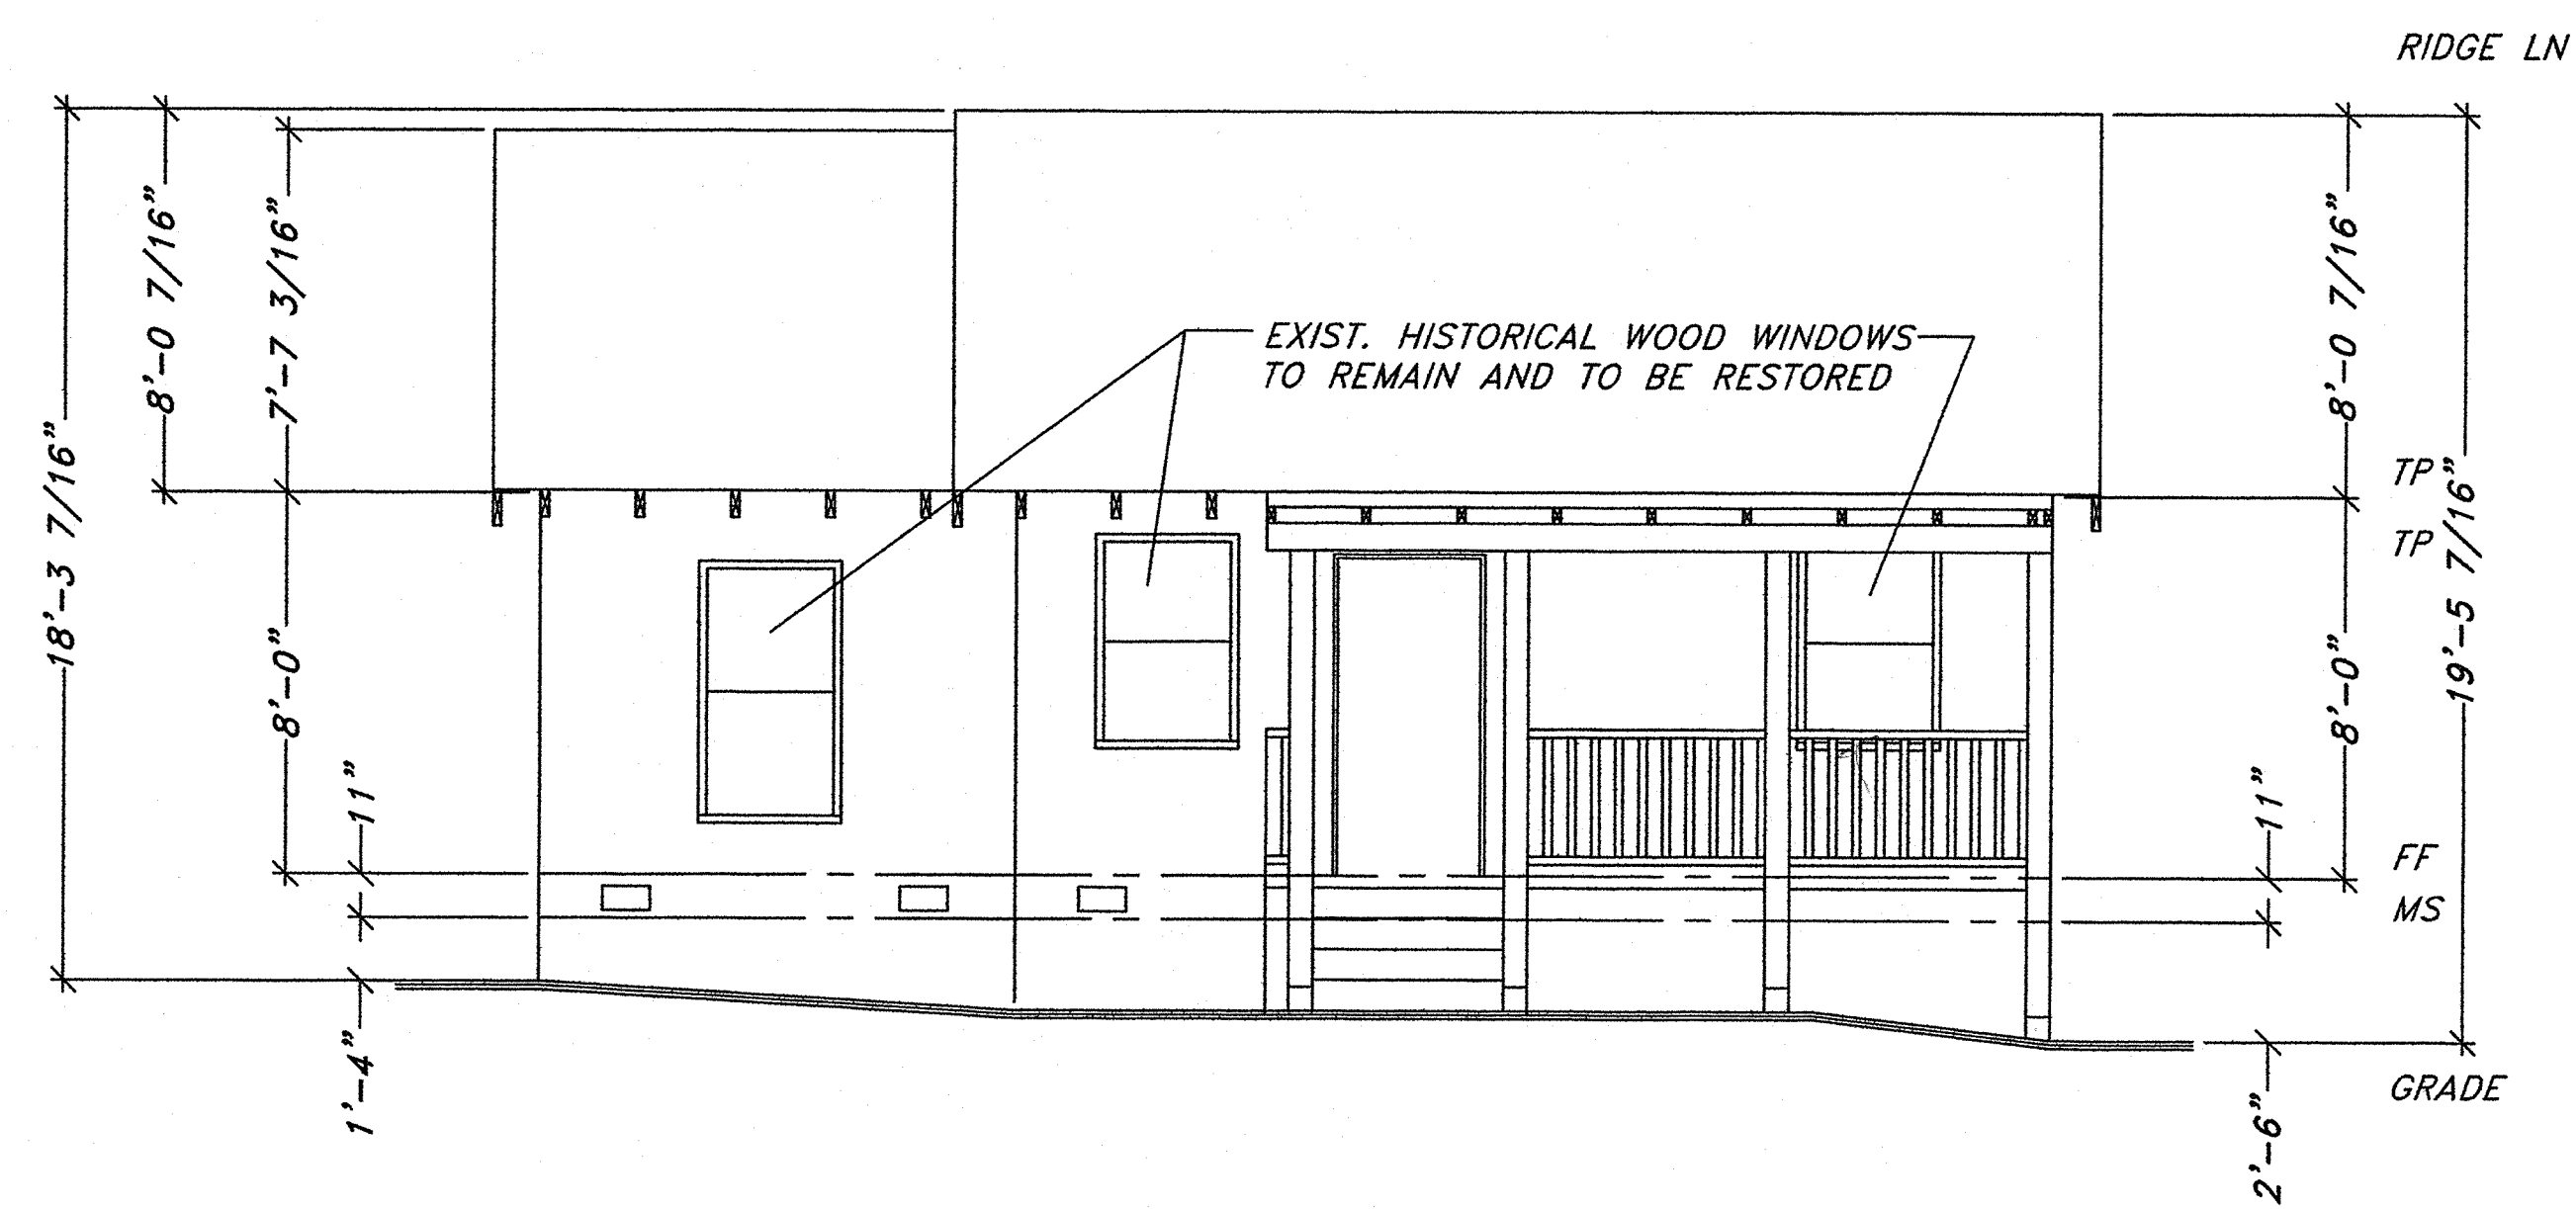 RIDGE LN
8'-0 7/16"
7'-7 3/16"
18'-3 7/16"
8'-0"
11"
1'-4"
EXIST. HISTORICAL WOOD WINDOWS
TO REMAIN AND TO BE RESTORED
8'-0 7/16"
TP
TP
19'-5 7/16"
8'-0"
11"
FF
MS
GRADE
2'-6"